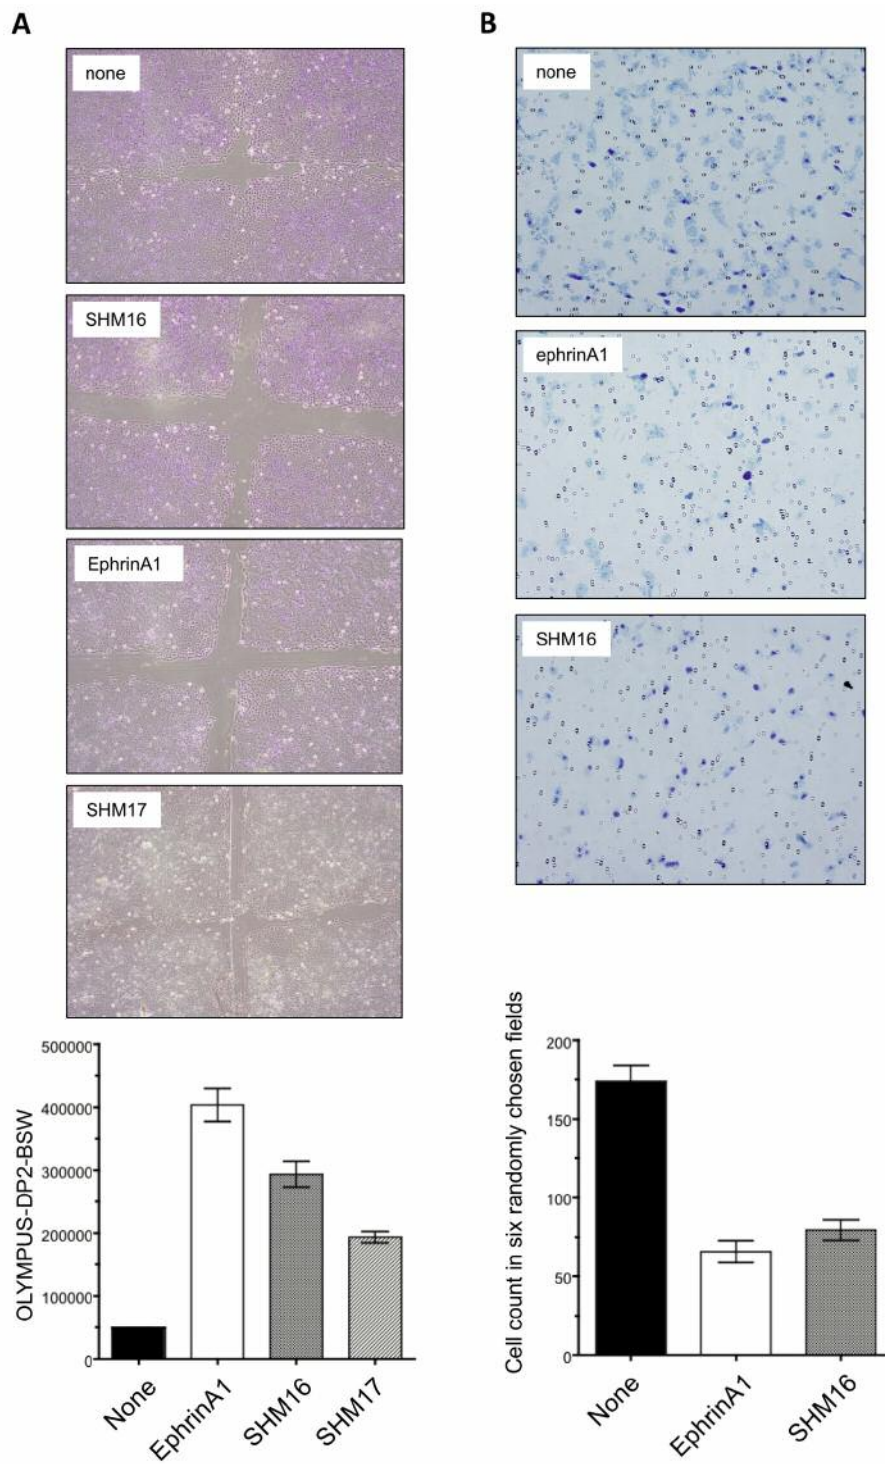 A
none
SHM16
EphrinA1
SHM17
OLYMPUS-DP2-BSW
500000
400000
300000
200000
100000
0
None
EphrinA1
SHM16
SHM17
B
none
ephrinA1
SHM16
Cell count in six randomly chosen fields
200
150
100
50
0
None
EphrinA1
SHM16